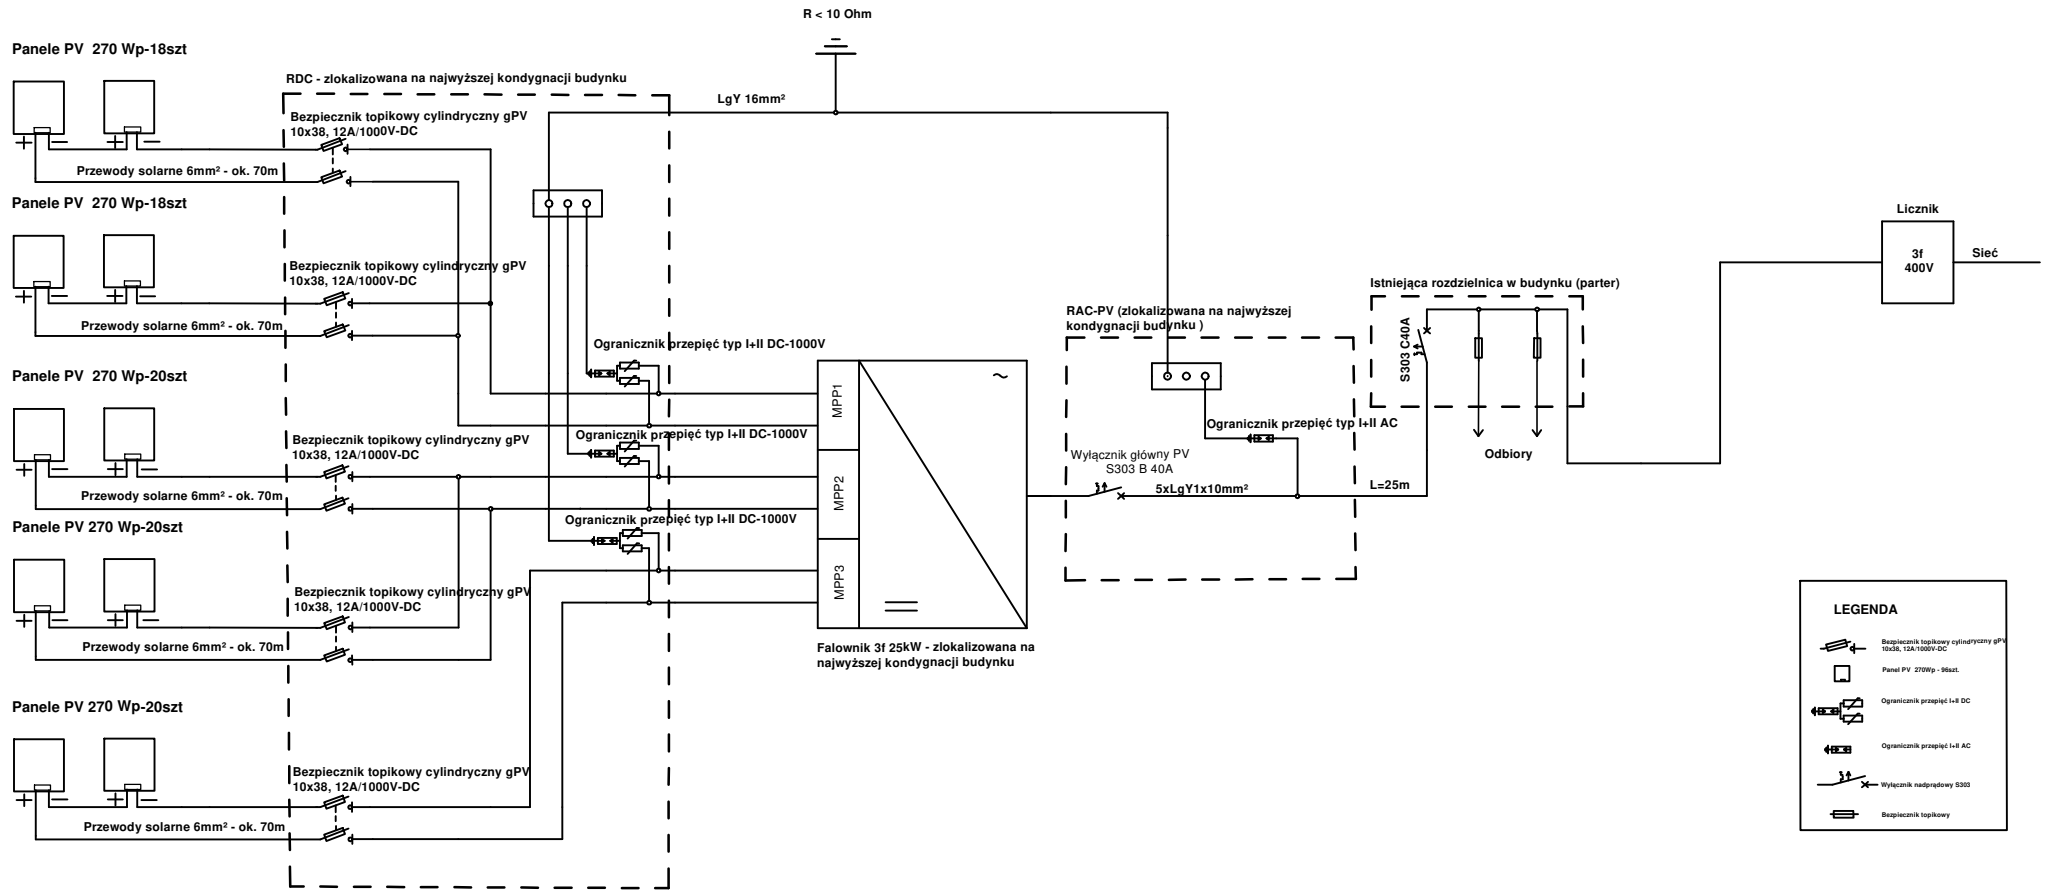 R < 10 Ohm
Panele PV 270 Wp-18szt
RDC - zlokalizowana na najwyższej kondygnacji budynku
LgY 16mm²
Bezpiecznik topikowy cylindryczny gPV
10x38, 12A/1000V-DC
+ − + −
Przewody solarne 6mm² - ok. 70m
Panele PV 270 Wp-18szt
Bezpiecznik topikowy cylindryczny gPV
10x38, 12A/1000V-DC
+ − + −
Przewody solarne 6mm² - ok. 70m
Panele PV 270 Wp-20szt
Bezpiecznik topikowy cylindryczny gPV
10x38, 12A/1000V-DC
+ − + −
Przewody solarne 6mm² - ok. 70m
Panele PV 270 Wp-20szt
Bezpiecznik topikowy cylindryczny gPV
10x38, 12A/1000V-DC
+ − + −
Przewody solarne 6mm² - ok. 70m
Panele PV 270 Wp-20szt
Bezpiecznik topikowy cylindryczny gPV
10x38, 12A/1000V-DC
+ − + −
Przewody solarne 6mm² - ok. 70m
Ogranicznik przepięć typ I+II DC-1000V
Ogranicznik przepięć typ I+II DC-1000V
Ogranicznik przepięć typ I+II DC-1000V
MPP1
MPP2
MPP3
~
Falownik 3f 25kW - zlokalizowana na
najwyższej kondygnacji budynku
RAC-PV (zlokalizowana na najwyższej
kondygnacji budynku )
Ogranicznik przepięć typ I+II AC
Wyłącznik główny PV
S303 B 40A
5xLgY1x10mm²
L=25m
Istniejąca rozdzielnica w budynku (parter)
S303 C40A
Odbiory
Licznik
3f
400V
Sieć
LEGENDA
Bezpiecznik topikowy cylindryczny gPV
10x38, 12A/1000V-DC
Panel PV 270Wp - 96szt.
Ogranicznik przepięć I+II DC
Ogranicznik przepięć I+II AC
Wyłącznik nadprądowy S303
Bezpiecznik topikowy